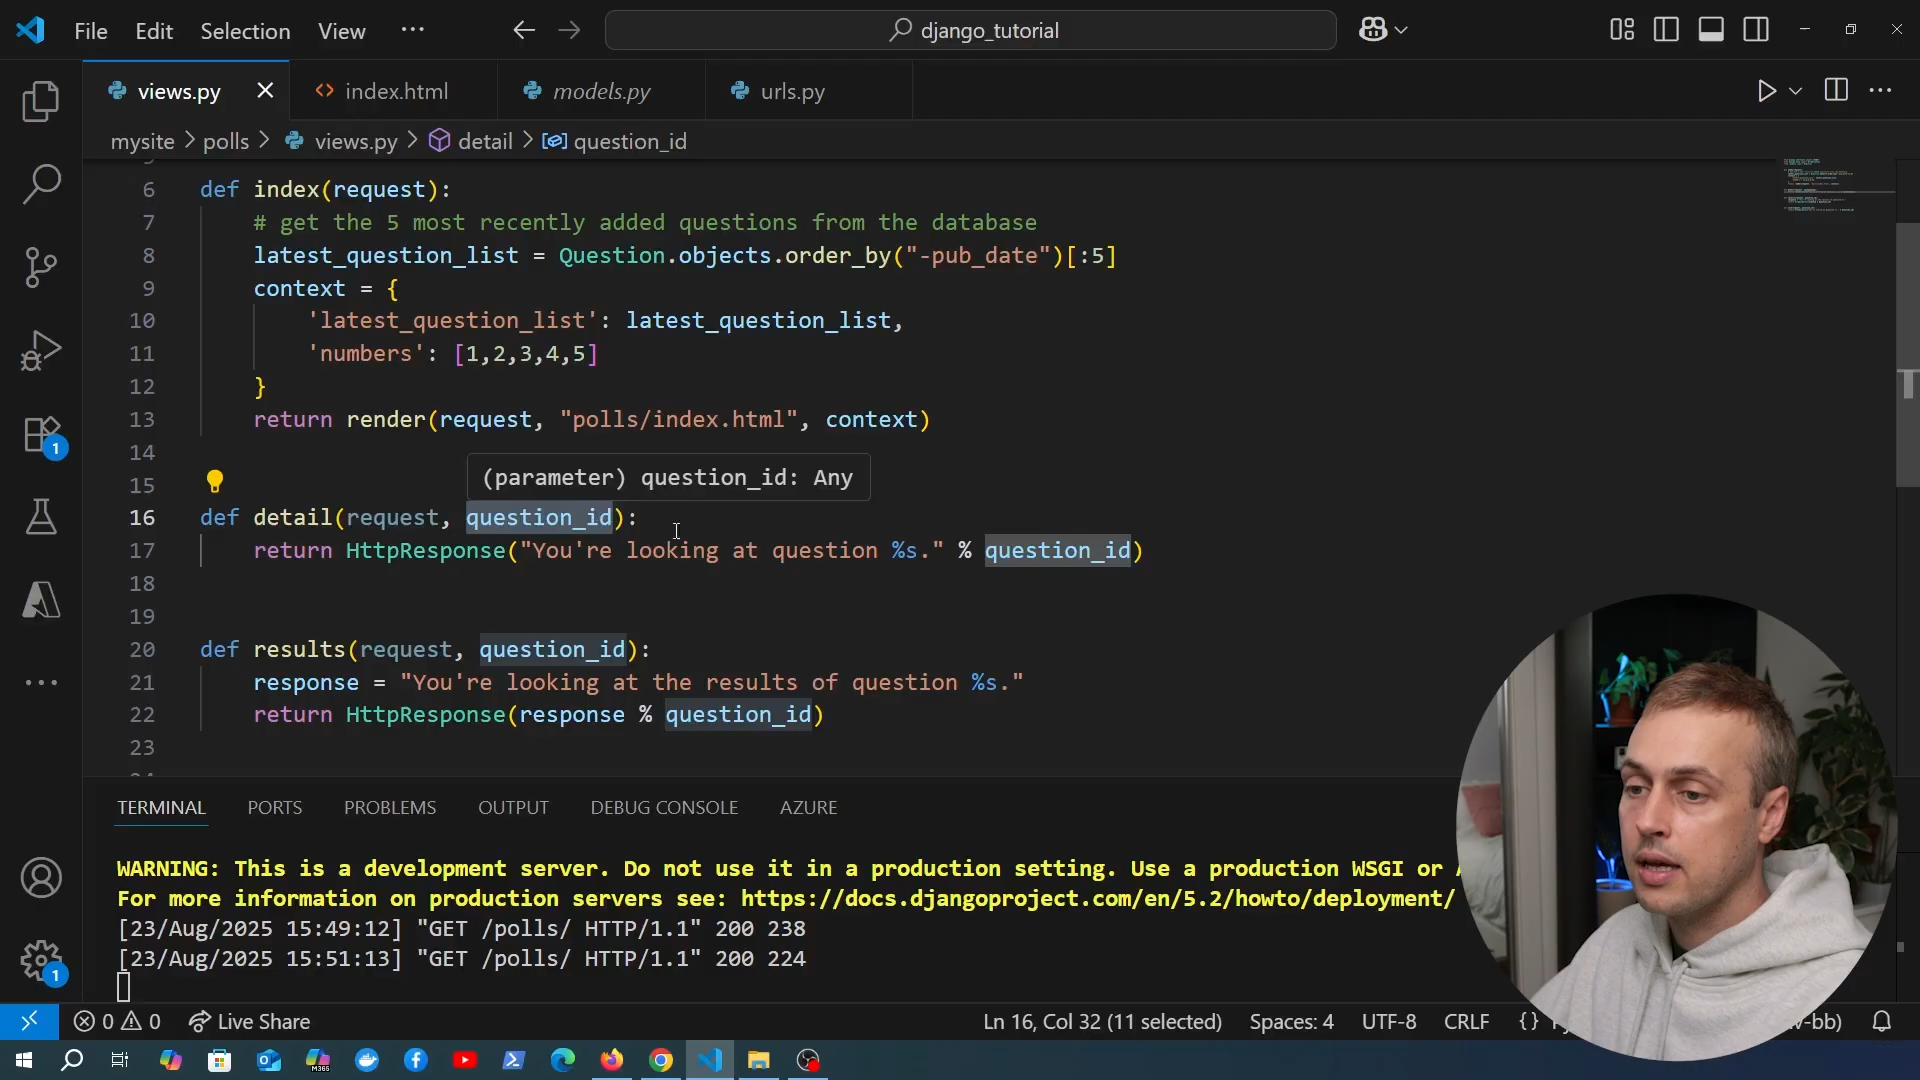 File Edit Selection View ··· django_tutorial
views.py index.html models.py urls.py
mysite > polls > views.py > detail > question_id
6 def index(request):
7 # get the 5 most recently added questions from the database
8 latest_question_list = Question.objects.order_by("-pub_date")[:5]
9 context = {
10 'latest_question_list': latest_question_list,
11 'numbers': [1,2,3,4,5]
12 }
13 return render(request, "polls/index.html", context)
14
(parameter) question_id: Any
15
16 def detail(request, question_id):
17 return HttpResponse("You're looking at question %s." % question_id)
18
19
20 def results(request, question_id):
21 response = "You're looking at the results of question %s."
22 return HttpResponse(response % question_id)
23
TERMINAL PORTS PROBLEMS OUTPUT DEBUG CONSOLE AZURE
WARNING: This is a development server. Do not use it in a production setting. Use a production WSGI or
For more information on production servers see: https://docs.djangoproject.com/en/5.2/howto/deployment/
[23/Aug/2025 15:49:12] "GET /polls/ HTTP/1.1" 200 238
[23/Aug/2025 15:51:13] "GET /polls/ HTTP/1.1" 200 224
0 0 Live Share Ln 16, Col 32 (11 selected) Spaces: 4 UTF-8 CRLF {}